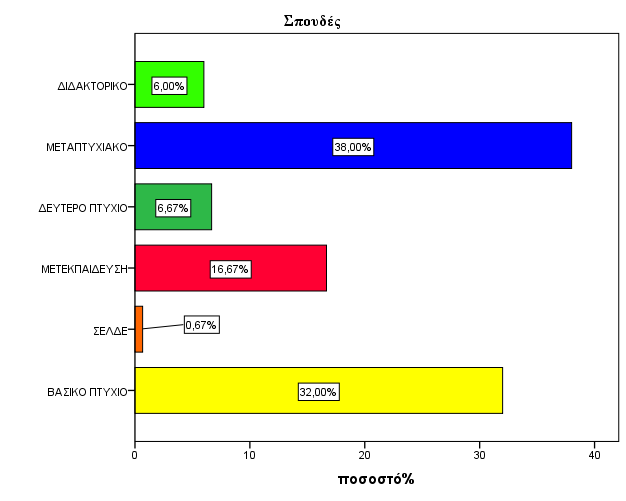 Σπουδές
ΔΙΔΑΚΤΟΡΙΚΟ
6,00%
ΜΕΤΑΠΤΥΧΙΑΚΟ
38,00%
ΔΕΥΤΕΡΟ ΠΤΥΧΙΟ
6,67%
ΜΕΤΕΚΠΑΙΔΕΥΣΗ
16,67%
ΣΕΛΔΕ
0,67%
ΒΑΣΙΚΟ ΠΤΥΧΙΟ
32,00%
0 10 20 30 40
ποσοστό%